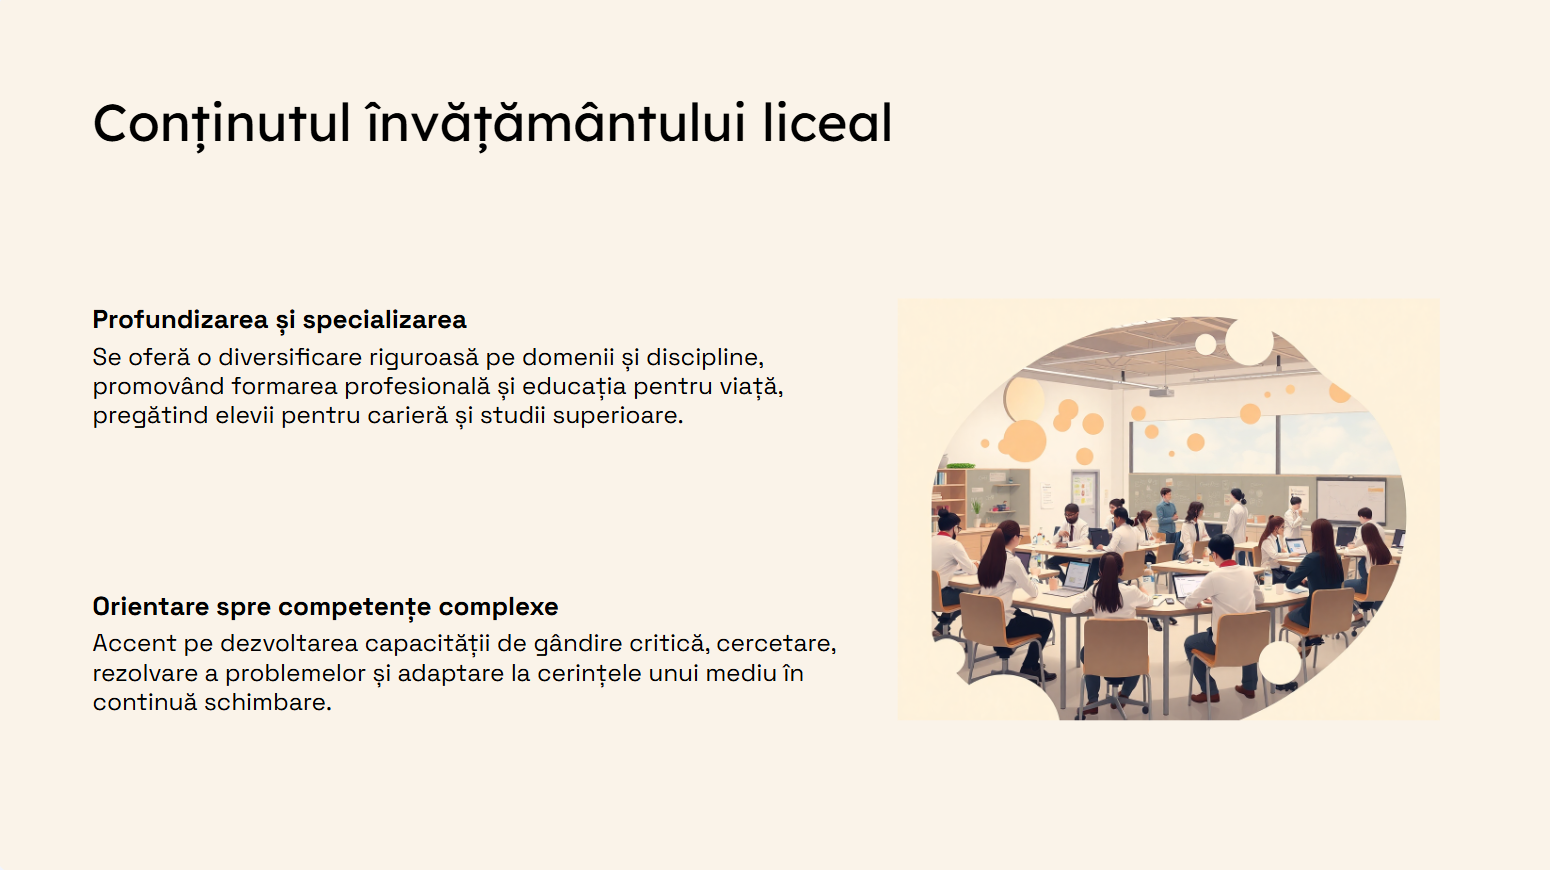 Conținutul învățământului liceal
Profundizarea și specializarea
Se oferă o diversificare riguroasă pe domenii și discipline,
promovând formarea profesională și educația pentru viață,
pregătind elevii pentru carieră și studii superioare.
Orientare spre competențe complexe
Accent pe dezvoltarea capacității de gândire critică, cercetare,
rezolvare a problemelor și adaptare la cerințele unui mediu în
continuă schimbare.